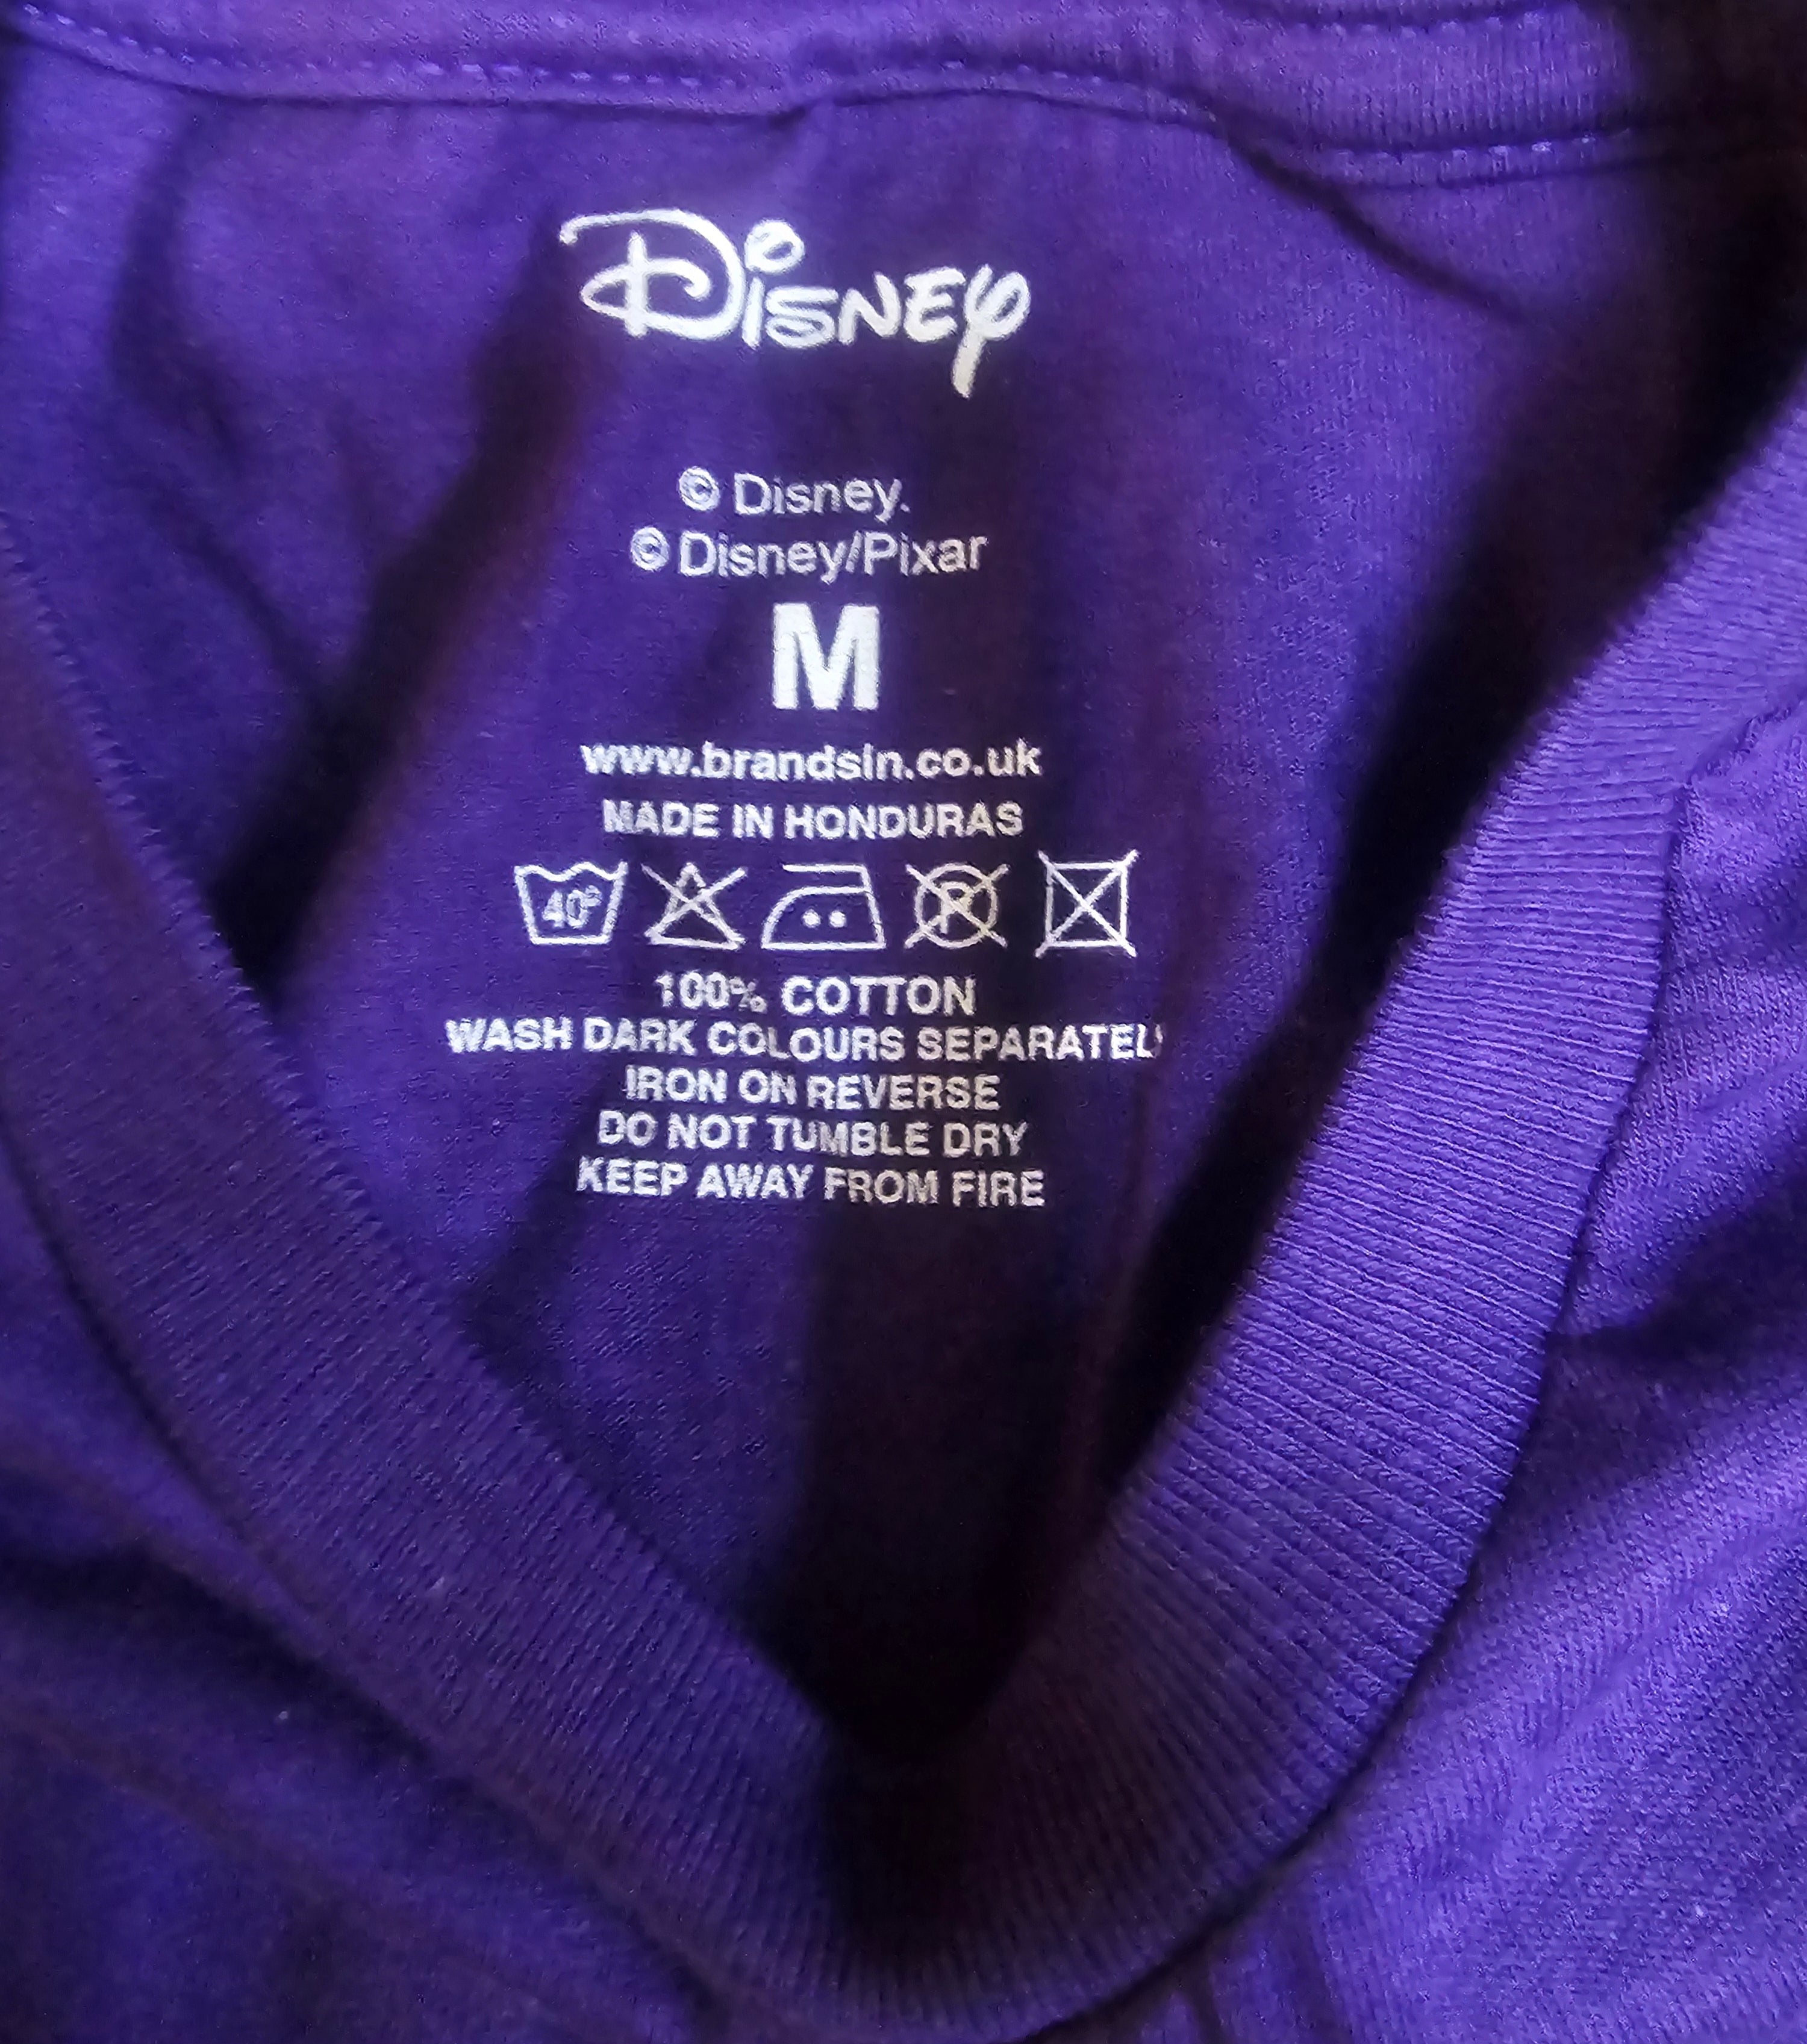 Disney
© Disney.
© Disney/Pixar
M
www.brandsin.co.uk
MADE IN HONDURAS
40° P
100% COTTON
WASH DARK COLOURS SEPARATELY
IRON ON REVERSE
DO NOT TUMBLE DRY
KEEP AWAY FROM FIRE